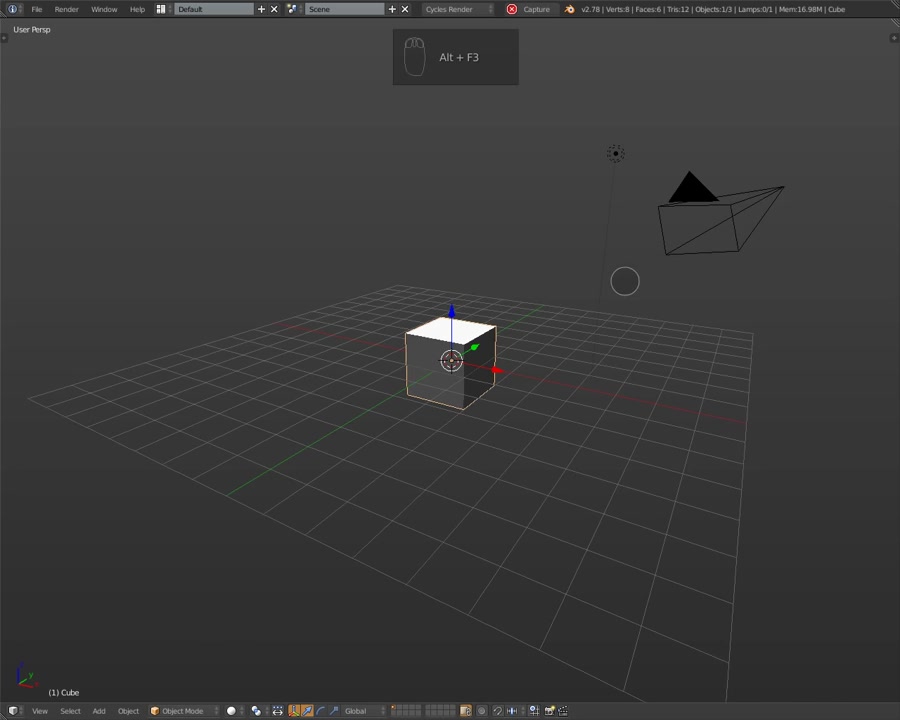 File Render Window Help Default Scene Cycles Render Capture v2.78 | Verts:8 | Faces:6 | Tris:12 | Objects:1/3 | Lamps:0/1 | Mem:16.98M | Cube
User Persp
Alt + F3
z
y
x
(1) Cube
View Select Add Object Object Mode Global